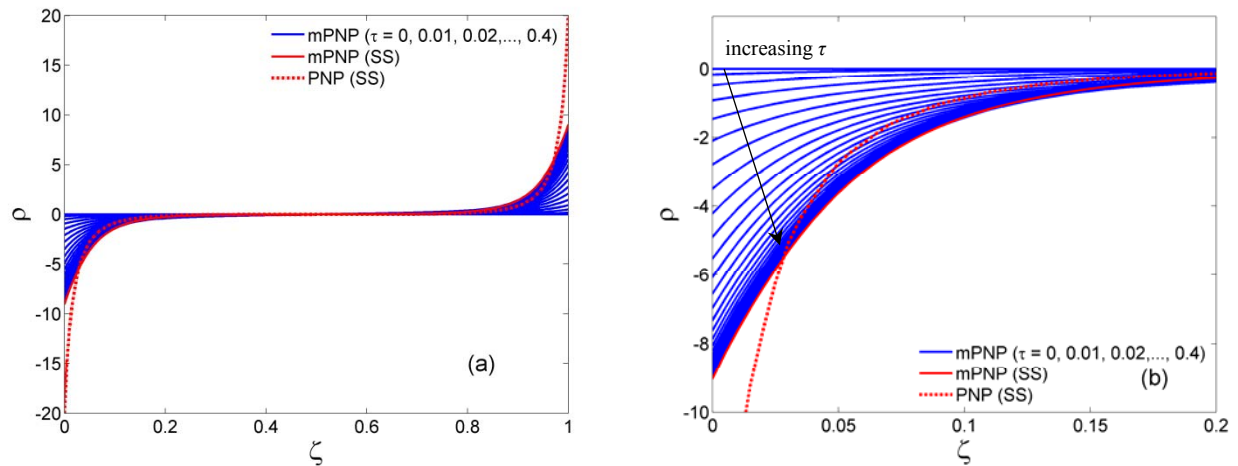 20
15
10
5
0
-5
-10
-15
-20
ρ
mPNP (τ = 0, 0.01, 0.02,..., 0.4)
mPNP (SS)
PNP (SS)
(a)
0
0.2
0.4
0.6
0.8
1
ζ
increasing τ
0
-2
-4
-6
-8
-10
ρ
mPNP (τ = 0, 0.01, 0.02,..., 0.4)
mPNP (SS)
PNP (SS)
(b)
0
0.05
0.1
0.15
0.2
ζ